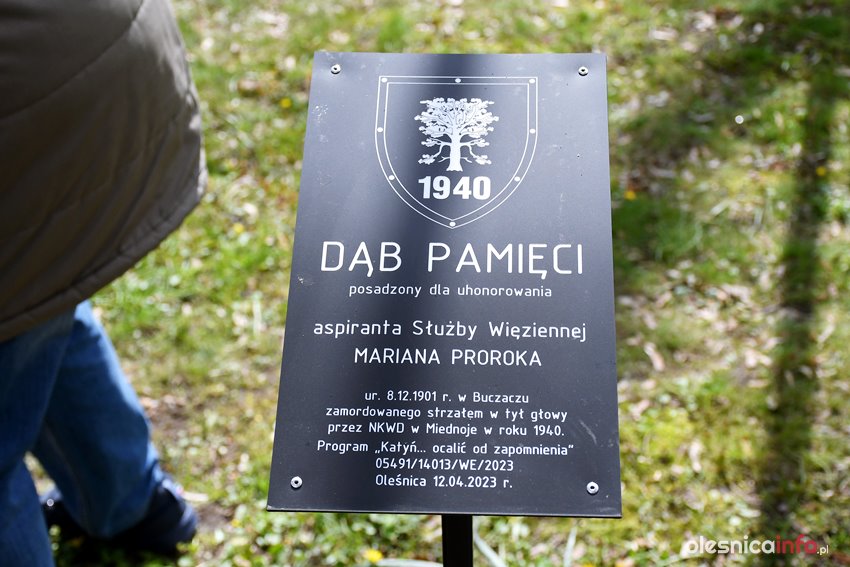 1940
DĄB PAMIĘCI
posadzony dla uhonorowania
aspiranta Służby Więziennej
MARIANA PROROKA
ur. 8.12.1901 r. w Buczaczu
zamordowanego strzałem w tył głowy
przez NKWD w Miednoje w roku 1940.
Program „Katyń... ocalić od zapomnienia"
05491/14013/WE/2023
Oleśnica 12.04.2023 r.
olesnicainfo.pl